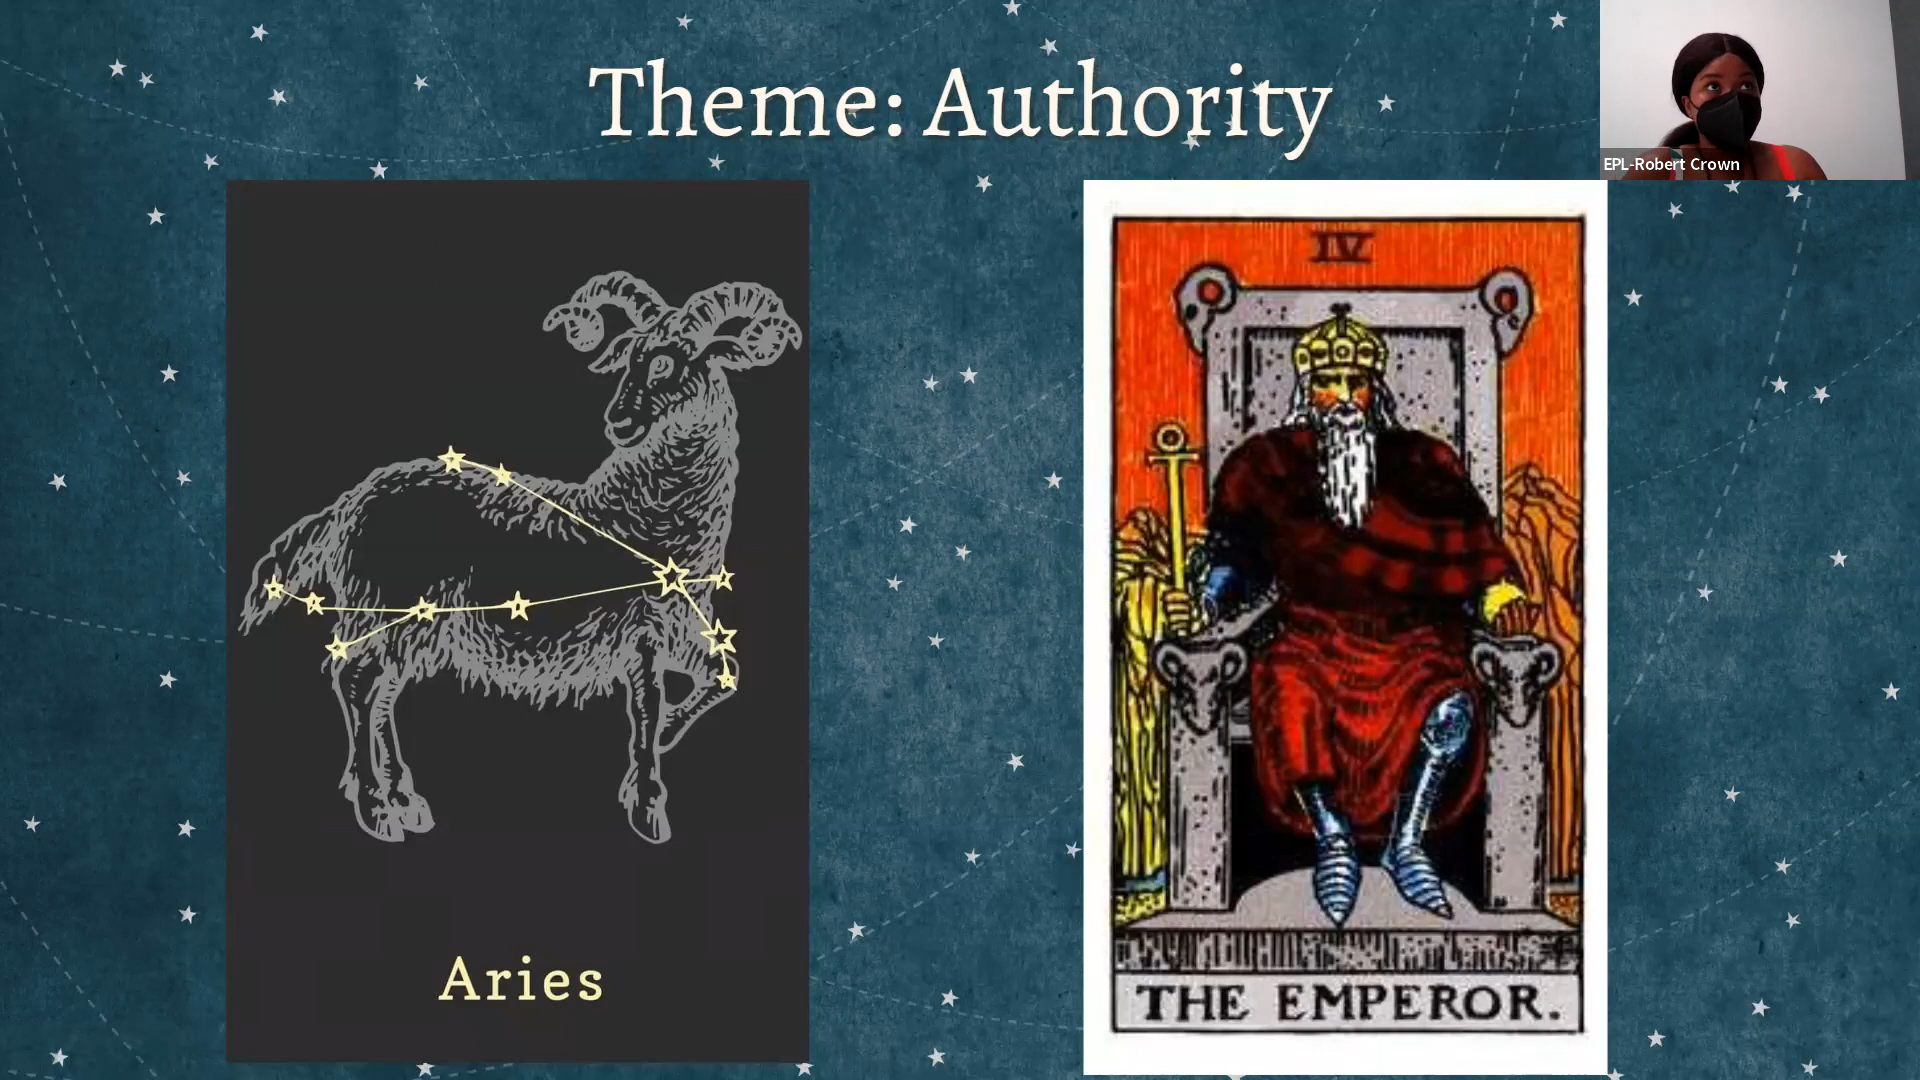 Theme: Authority
EPL-Robert Crown
IV
Aries
THE EMPEROR.